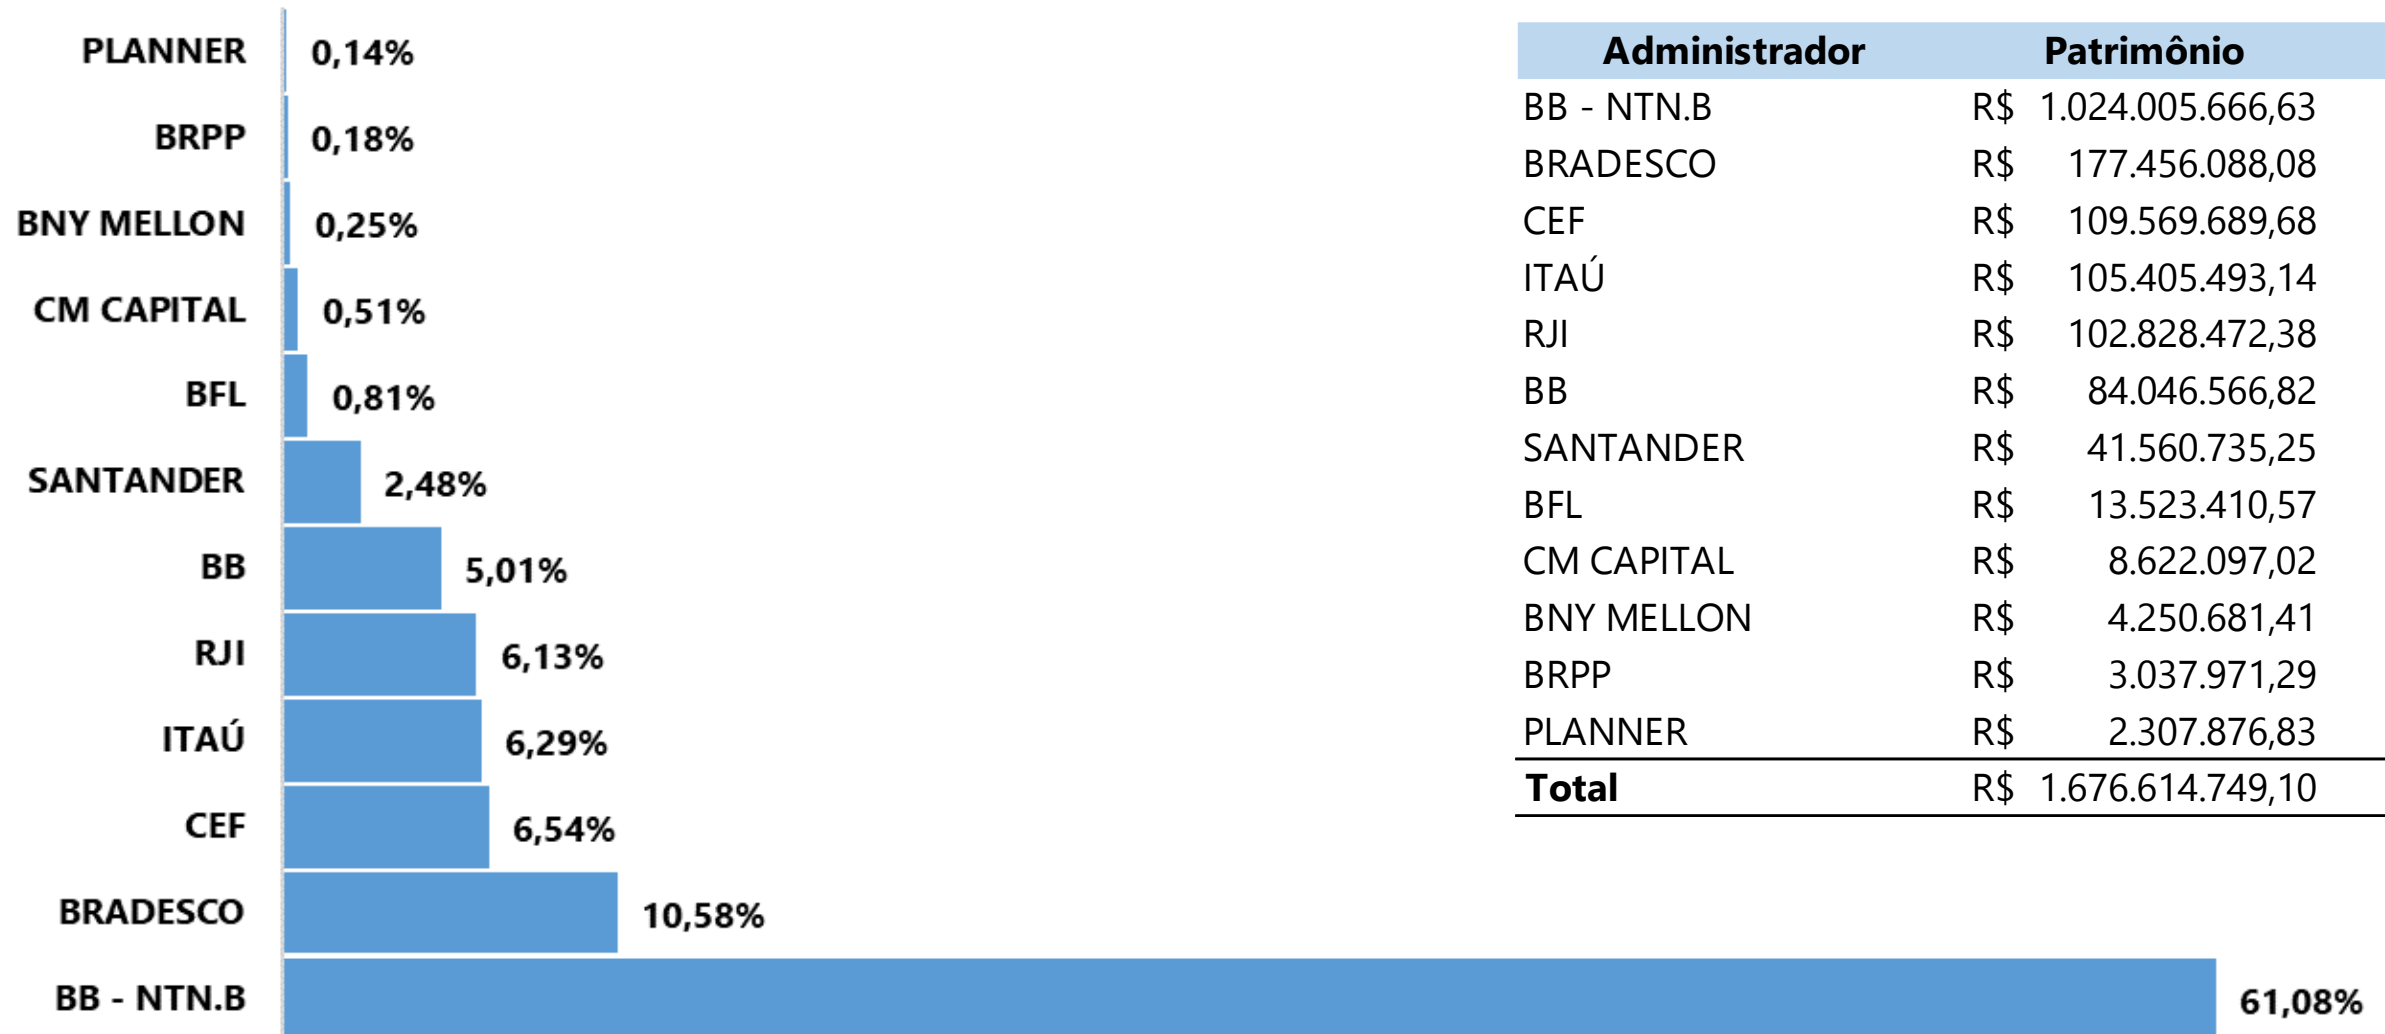 PLANNER 0,14%
BRPP 0,18%
BNY MELLON 0,25%
CM CAPITAL 0,51%
BFL 0,81%
SANTANDER 2,48%
BB 5,01%
RJI 6,13%
ITAÚ 6,29%
CEF 6,54%
BRADESCO 10,58%
BB - NTN.B 61,08%
Administrador Patrimônio
BB - NTN.B R$ 1.024.005.666,63
BRADESCO R$ 177.456.088,08
CEF R$ 109.569.689,68
ITAÚ R$ 105.405.493,14
RJI R$ 102.828.472,38
BB R$ 84.046.566,82
SANTANDER R$ 41.560.735,25
BFL R$ 13.523.410,57
CM CAPITAL R$ 8.622.097,02
BNY MELLON R$ 4.250.681,41
BRPP R$ 3.037.971,29
PLANNER R$ 2.307.876,83
Total R$ 1.676.614.749,10